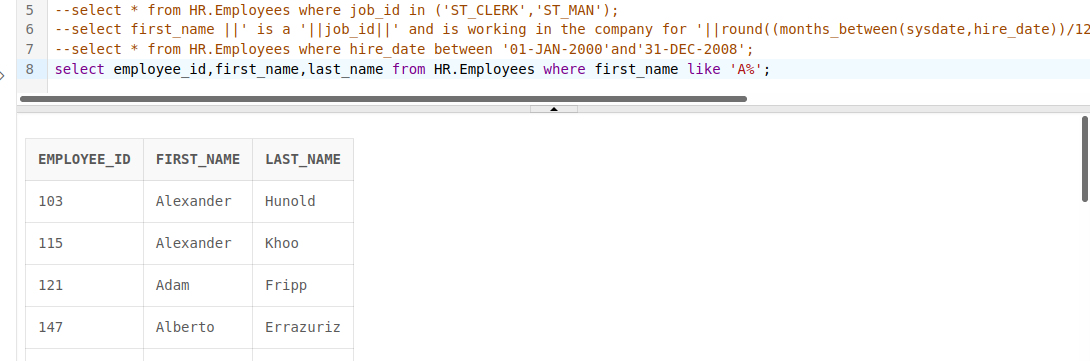 5 --select * from HR.Employees where job_id in ('ST_CLERK','ST_MAN');
6 --select first_name ||' is a '||job_id||' and is working in the company for '||round((months_between(sysdate,hire_date))/12
7 --select * from HR.Employees where hire_date between '01-JAN-2000'and'31-DEC-2008';
8 select employee_id,first_name,last_name from HR.Employees where first_name like 'A%';
EMPLOYEE_ID FIRST_NAME LAST_NAME
103 Alexander Hunold
115 Alexander Khoo
121 Adam Fripp
147 Alberto Errazuriz